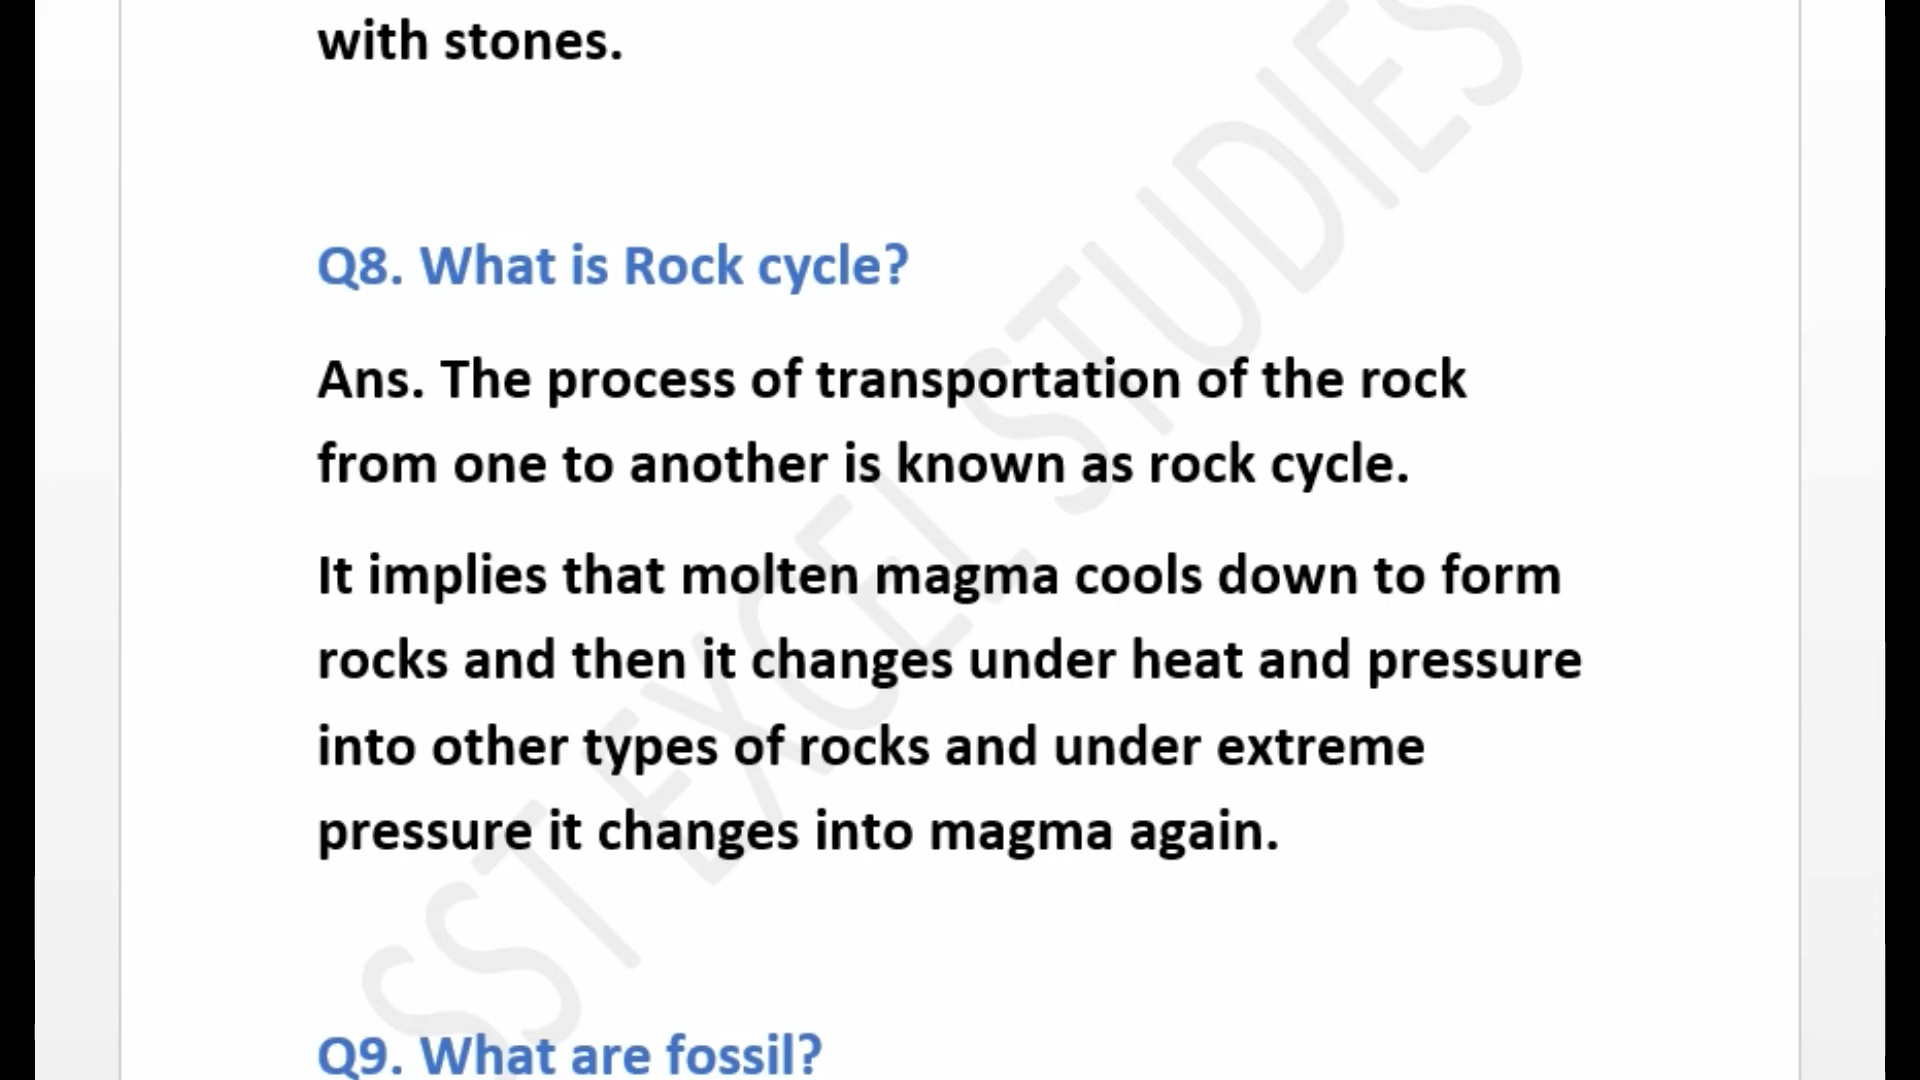 with stones.
Q8. What is Rock cycle?
Ans. The process of transportation of the rock
from one to another is known as rock cycle.
It implies that molten magma cools down to form
rocks and then it changes under heat and pressure
into other types of rocks and under extreme
pressure it changes into magma again.
Q9. What are fossil?
SST EXCEL STUDIES